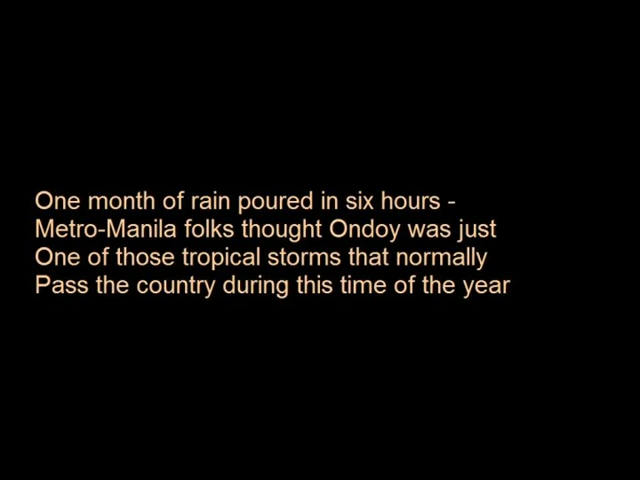 One month of rain poured in six hours -
Metro-Manila folks thought Ondoy was just
One of those tropical storms that normally
Pass the country during this time of the year